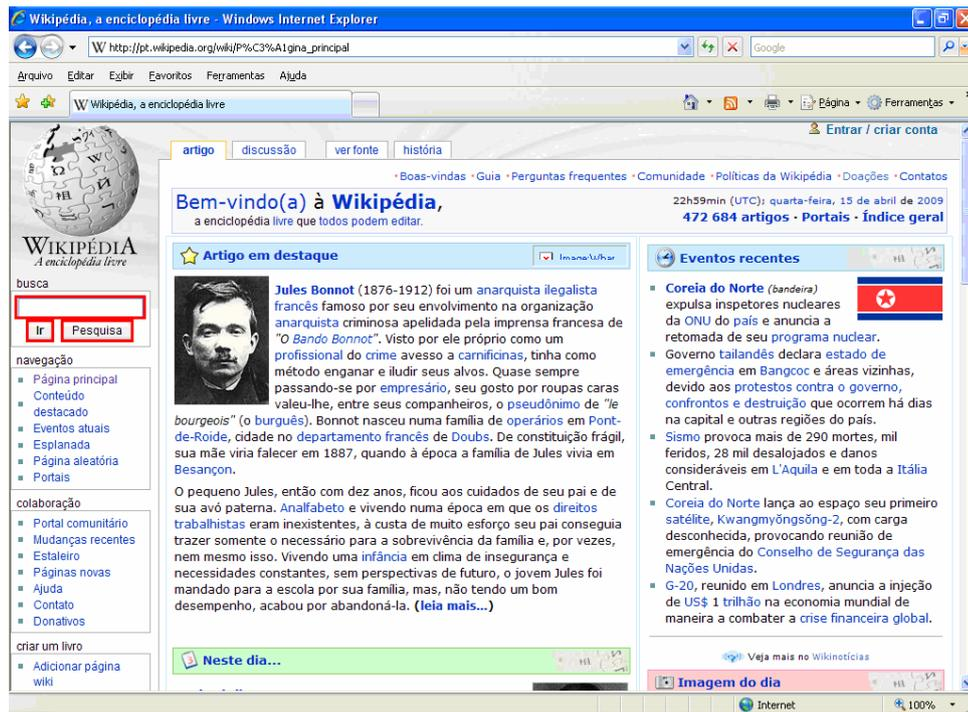 Wikipédia, a enciclopédia livre - Windows Internet Explorer
http://pt.wikipedia.org/wiki/P%C3%A1gina_principal
Google
Arquivo Editar Exibir Favoritos Ferramentas Ajuda
Wikipédia, a enciclopédia livre
Página Ferramentas
Entrar / criar conta
artigo discussão ver fonte história
Boas-vindas Guia Perguntas frequentes Comunidade Políticas da Wikipédia Doações Contatos
WIKIPÉDIA
A enciclopédia livre
busca
Ir Pesquisa
navegação
Página principal
Conteúdo
destacado
Eventos atuais
Esplanada
Página aleatória
Portais
colaboração
Portal comunitário
Mudanças recentes
Estaleiro
Páginas novas
Ajuda
Contato
Donativos
criar um livro
Adicionar página
wiki
Bem-vindo(a) à Wikipédia,
a enciclopédia livre que todos podem editar.
22h59min (UTC); quarta-feira, 15 de abril de 2009
472 684 artigos · Portais · Índice geral
Artigo em destaque
Jules Bonnot (1876-1912) foi um anarquista ilegalista
francês famoso por seu envolvimento na organização
anarquista criminosa apelidada pela imprensa francesa de
"O Bando Bonnot". Visto por ele próprio como um
profissional do crime avesso a carnificinas, tinha como
método enganar e iludir seus alvos. Quase sempre
passando-se por empresário, seu gosto por roupas caras
valeu-lhe, entre seus companheiros, o pseudônimo de "le
bourgeois" (o burguês). Bonnot nasceu numa família de operários em Pont-
de-Roide, cidade no departamento francês de Doubs. De constituição frágil,
sua mãe viria falecer em 1887, quando à época a família de Jules vivia em
Besançon.
O pequeno Jules, então com dez anos, ficou aos cuidados de seu pai e de
sua avó paterna. Analfabeto e vivendo numa época em que os direitos
trabalhistas eram inexistentes, à custa de muito esforço seu pai conseguia
trazer somente o necessário para a sobrevivência da família e, por vezes,
nem mesmo isso. Vivendo uma infância em clima de insegurança e
necessidades constantes, sem perspectivas de futuro, o jovem Jules foi
mandado para a escola por sua família, mas, não tendo um bom
desempenho, acabou por abandoná-la. (leia mais...)
Neste dia...
Eventos recentes
Coreia do Norte (bandeira)
expulsa inspetores nucleares
da ONU do país e anuncia a
retomada de seu programa nuclear.
Governo tailandês declara estado de
emergência em Bangcoc e áreas vizinhas,
devido aos protestos contra o governo,
confrontos e destruição que ocorrem há dias
na capital e outras regiões do país.
Sismo provoca mais de 290 mortes, mil
feridos, 28 mil desalojados e danos
consideráveis em L'Aquila e em toda a Itália
Central.
Coreia do Norte lança ao espaço seu primeiro
satélite, Kwangmyŏngsŏng-2, com carga
desconhecida, provocando reunião de
emergência do Conselho de Segurança das
Nações Unidas.
G-20, reunido em Londres, anuncia a injeção
de US$ 1 trilhão na economia mundial de
maneira a combater a crise financeira global.
Veja mais no Wikinotícias
Imagem do dia
Internet 100%